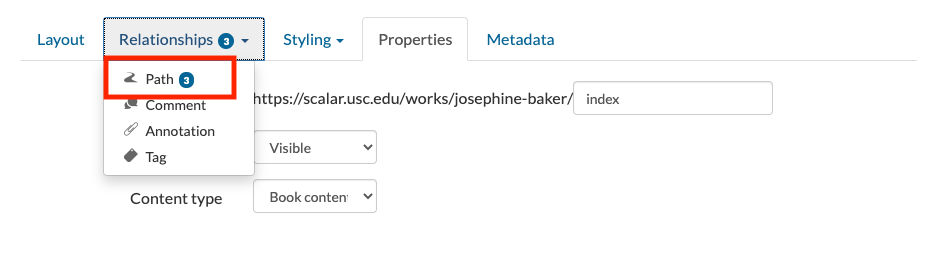 Layout Relationships 3 Styling Properties Metadata
Path 3
https://scalar.usc.edu/works/josephine-baker/ index
Comment
Annotation
Visible
Tag
Content type Book conten